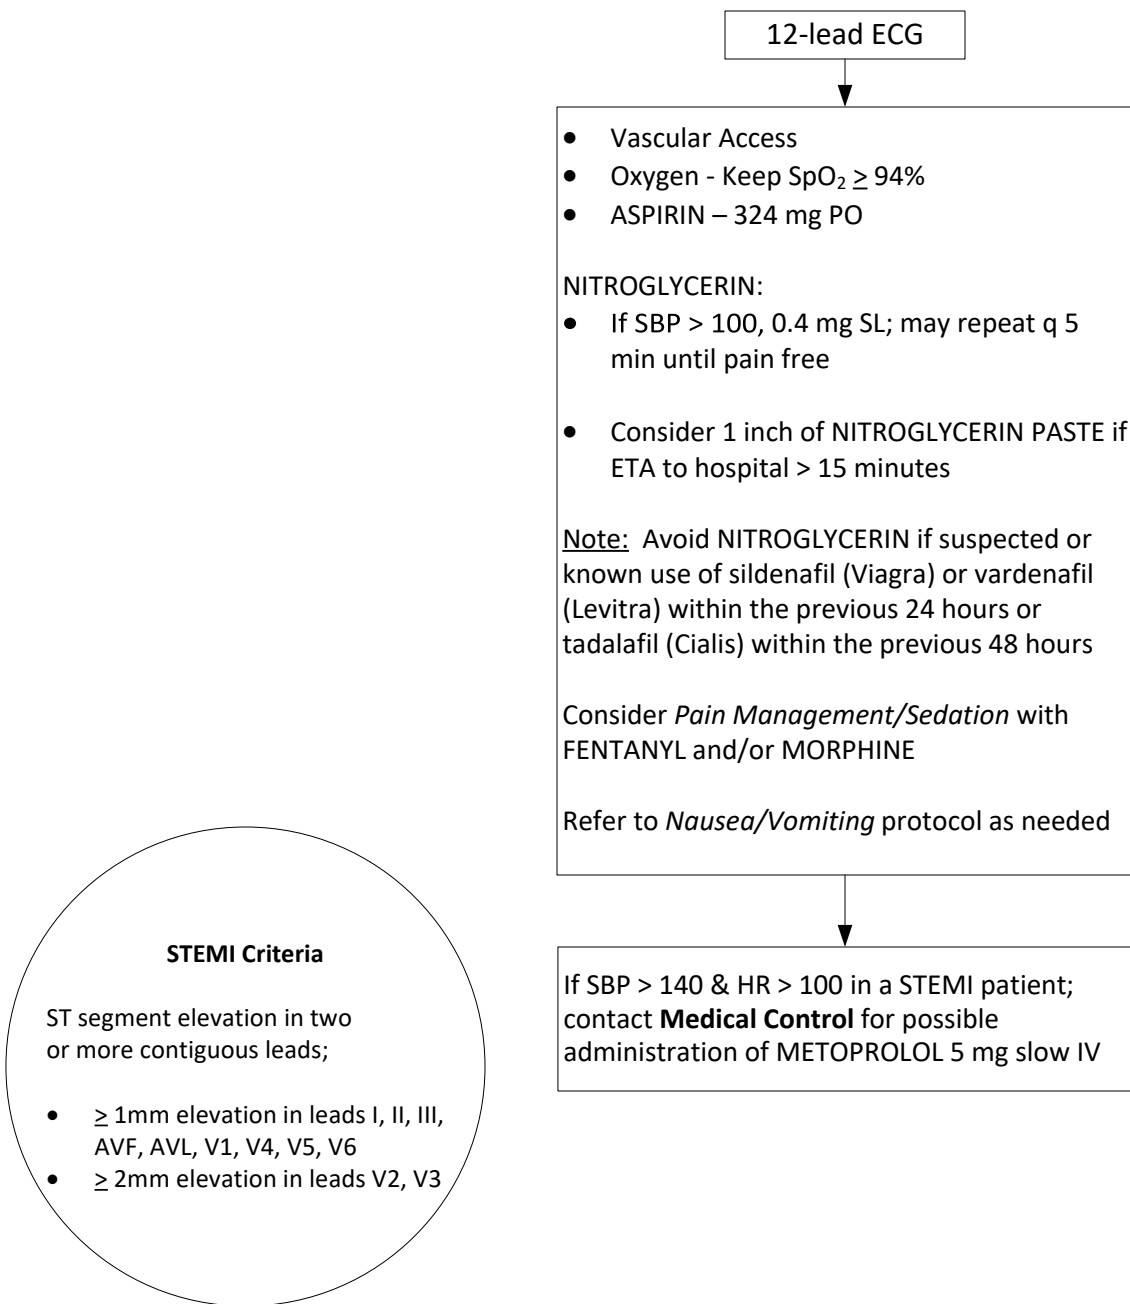 12-lead ECG
• Vascular Access
• Oxygen - Keep SpO₂ ≥ 94%
• ASPIRIN – 324 mg PO
NITROGLYCERIN:
• If SBP > 100, 0.4 mg SL; may repeat q 5
min until pain free
• Consider 1 inch of NITROGLYCERIN PASTE if
ETA to hospital > 15 minutes
Note: Avoid NITROGLYCERIN if suspected or
known use of sildenafil (Viagra) or vardenafil
(Levitra) within the previous 24 hours or
tadalafil (Cialis) within the previous 48 hours
Consider Pain Management/Sedation with
FENTANYL and/or MORPHINE
Refer to Nausea/Vomiting protocol as needed
If SBP > 140 & HR > 100 in a STEMI patient;
contact Medical Control for possible
administration of METOPROLOL 5 mg slow IV
STEMI Criteria
ST segment elevation in two
or more contiguous leads;
• ≥ 1mm elevation in leads I, II, III,
AVF, AVL, V1, V4, V5, V6
• ≥ 2mm elevation in leads V2, V3